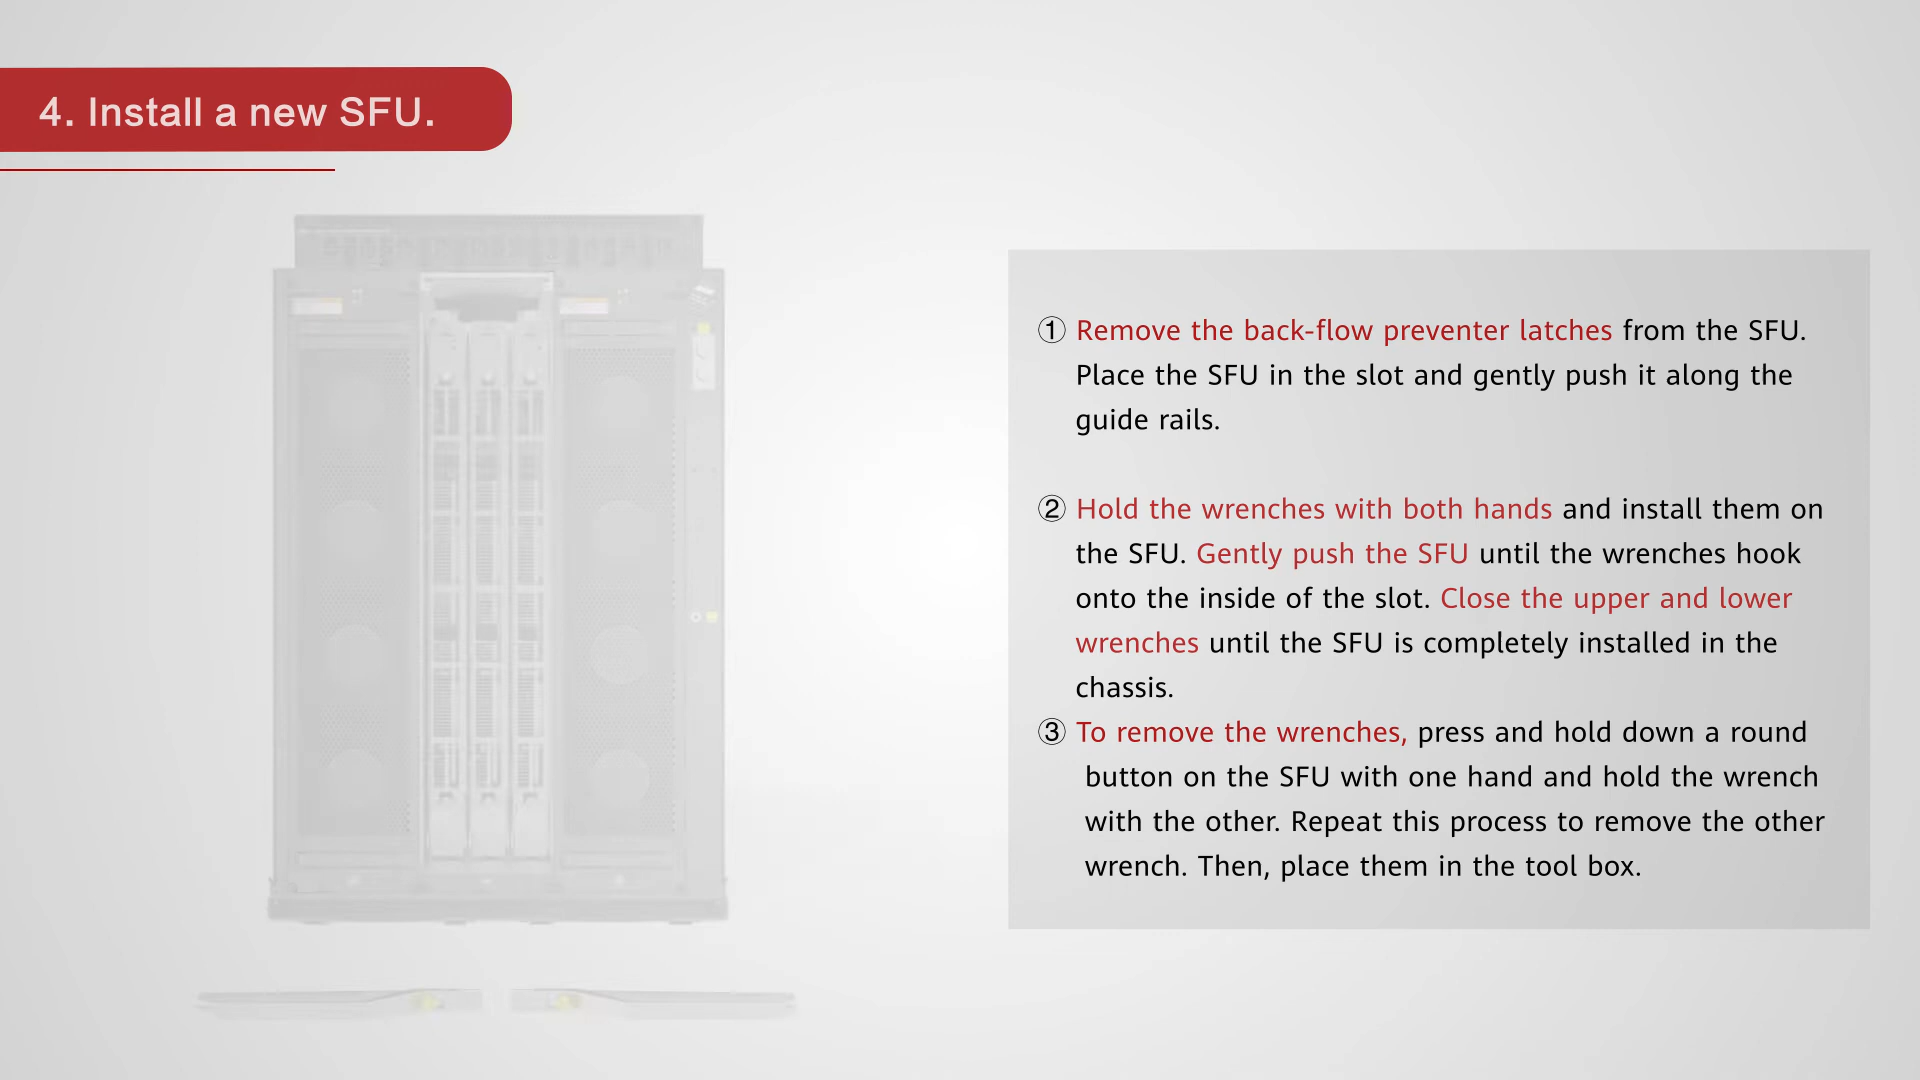 4. Install a new SFU.
① Remove the back-flow preventer latches from the SFU.
Place the SFU in the slot and gently push it along the
guide rails.
② Hold the wrenches with both hands and install them on
the SFU. Gently push the SFU until the wrenches hook
onto the inside of the slot. Close the upper and lower
wrenches until the SFU is completely installed in the
chassis.
③ To remove the wrenches, press and hold down a round
button on the SFU with one hand and hold the wrench
with the other. Repeat this process to remove the other
wrench. Then, place them in the tool box.